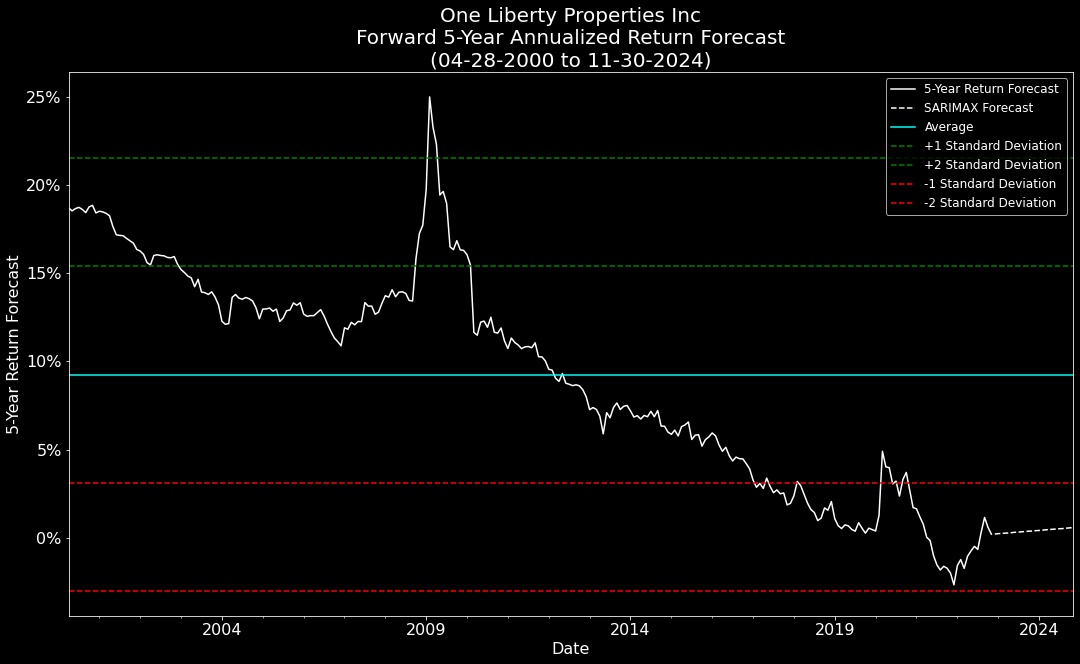 One Liberty Properties Inc
Forward 5-Year Annualized Return Forecast
(04-28-2000 to 11-30-2024)
5-Year Return Forecast
SARIMAX Forecast
Average
+1 Standard Deviation
+2 Standard Deviation
-1 Standard Deviation
-2 Standard Deviation
25%
20%
15%
10%
5%
0%
5-Year Return Forecast
2004
2009
2014
2019
2024
Date